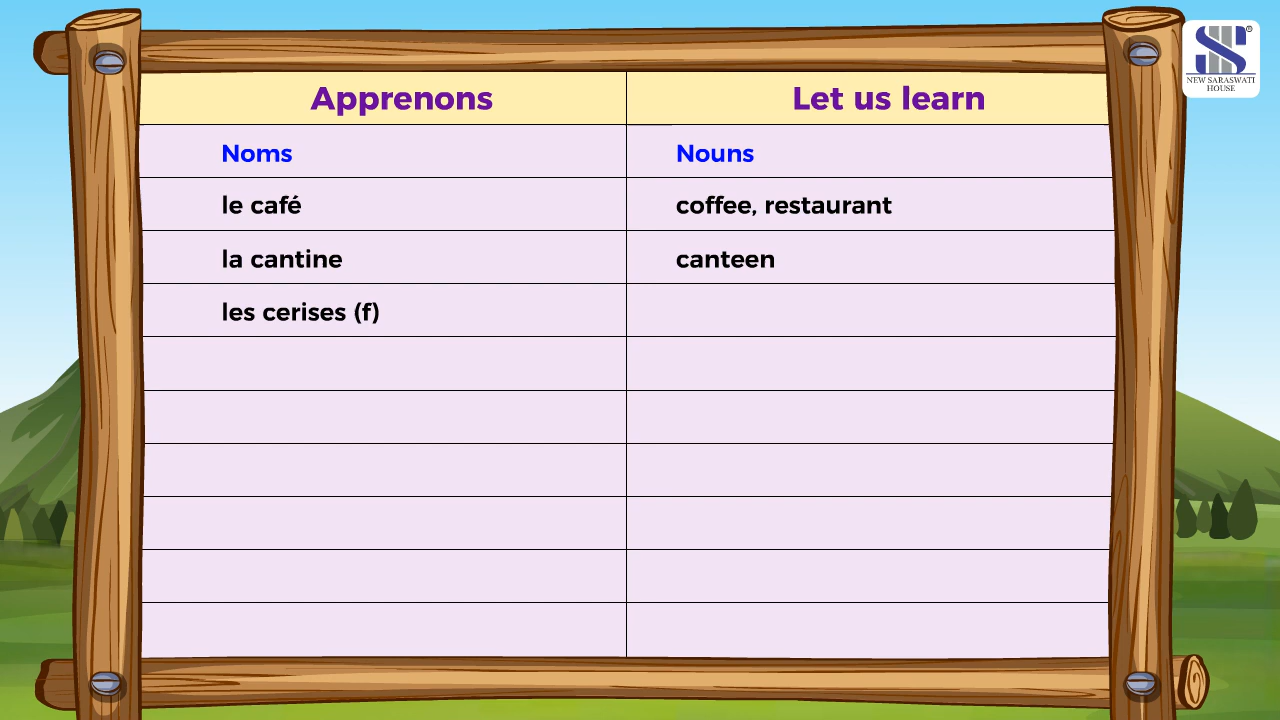 Apprenons Let us learn
Noms Nouns
le café coffee, restaurant
la cantine canteen
les cerises (f)
S ®
NEW SARASWATI
HOUSE